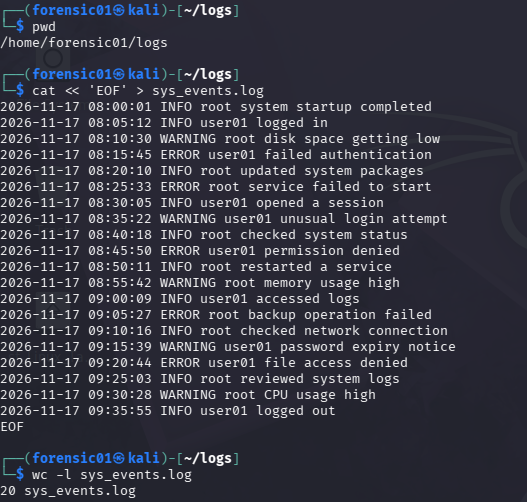 ┌──(forensic01㉿kali)-[~/logs]
└─$ pwd
/home/forensic01/logs
┌──(forensic01㉿kali)-[~/logs]
└─$ cat << 'EOF' > sys_events.log
2026-11-17 08:00:01 INFO root system startup completed
2026-11-17 08:05:12 INFO user01 logged in
2026-11-17 08:10:30 WARNING root disk space getting low
2026-11-17 08:15:45 ERROR user01 failed authentication
2026-11-17 08:20:10 INFO root updated system packages
2026-11-17 08:25:33 ERROR root service failed to start
2026-11-17 08:30:05 INFO user01 opened a session
2026-11-17 08:35:22 WARNING user01 unusual login attempt
2026-11-17 08:40:18 INFO root checked system status
2026-11-17 08:45:50 ERROR user01 permission denied
2026-11-17 08:50:11 INFO root restarted a service
2026-11-17 08:55:42 WARNING root memory usage high
2026-11-17 09:00:09 INFO user01 accessed logs
2026-11-17 09:05:27 ERROR root backup operation failed
2026-11-17 09:10:16 INFO root checked network connection
2026-11-17 09:15:39 WARNING user01 password expiry notice
2026-11-17 09:20:44 ERROR user01 file access denied
2026-11-17 09:25:03 INFO root reviewed system logs
2026-11-17 09:30:28 WARNING root CPU usage high
2026-11-17 09:35:55 INFO user01 logged out
EOF
┌──(forensic01㉿kali)-[~/logs]
└─$ wc -l sys_events.log
20 sys_events.log